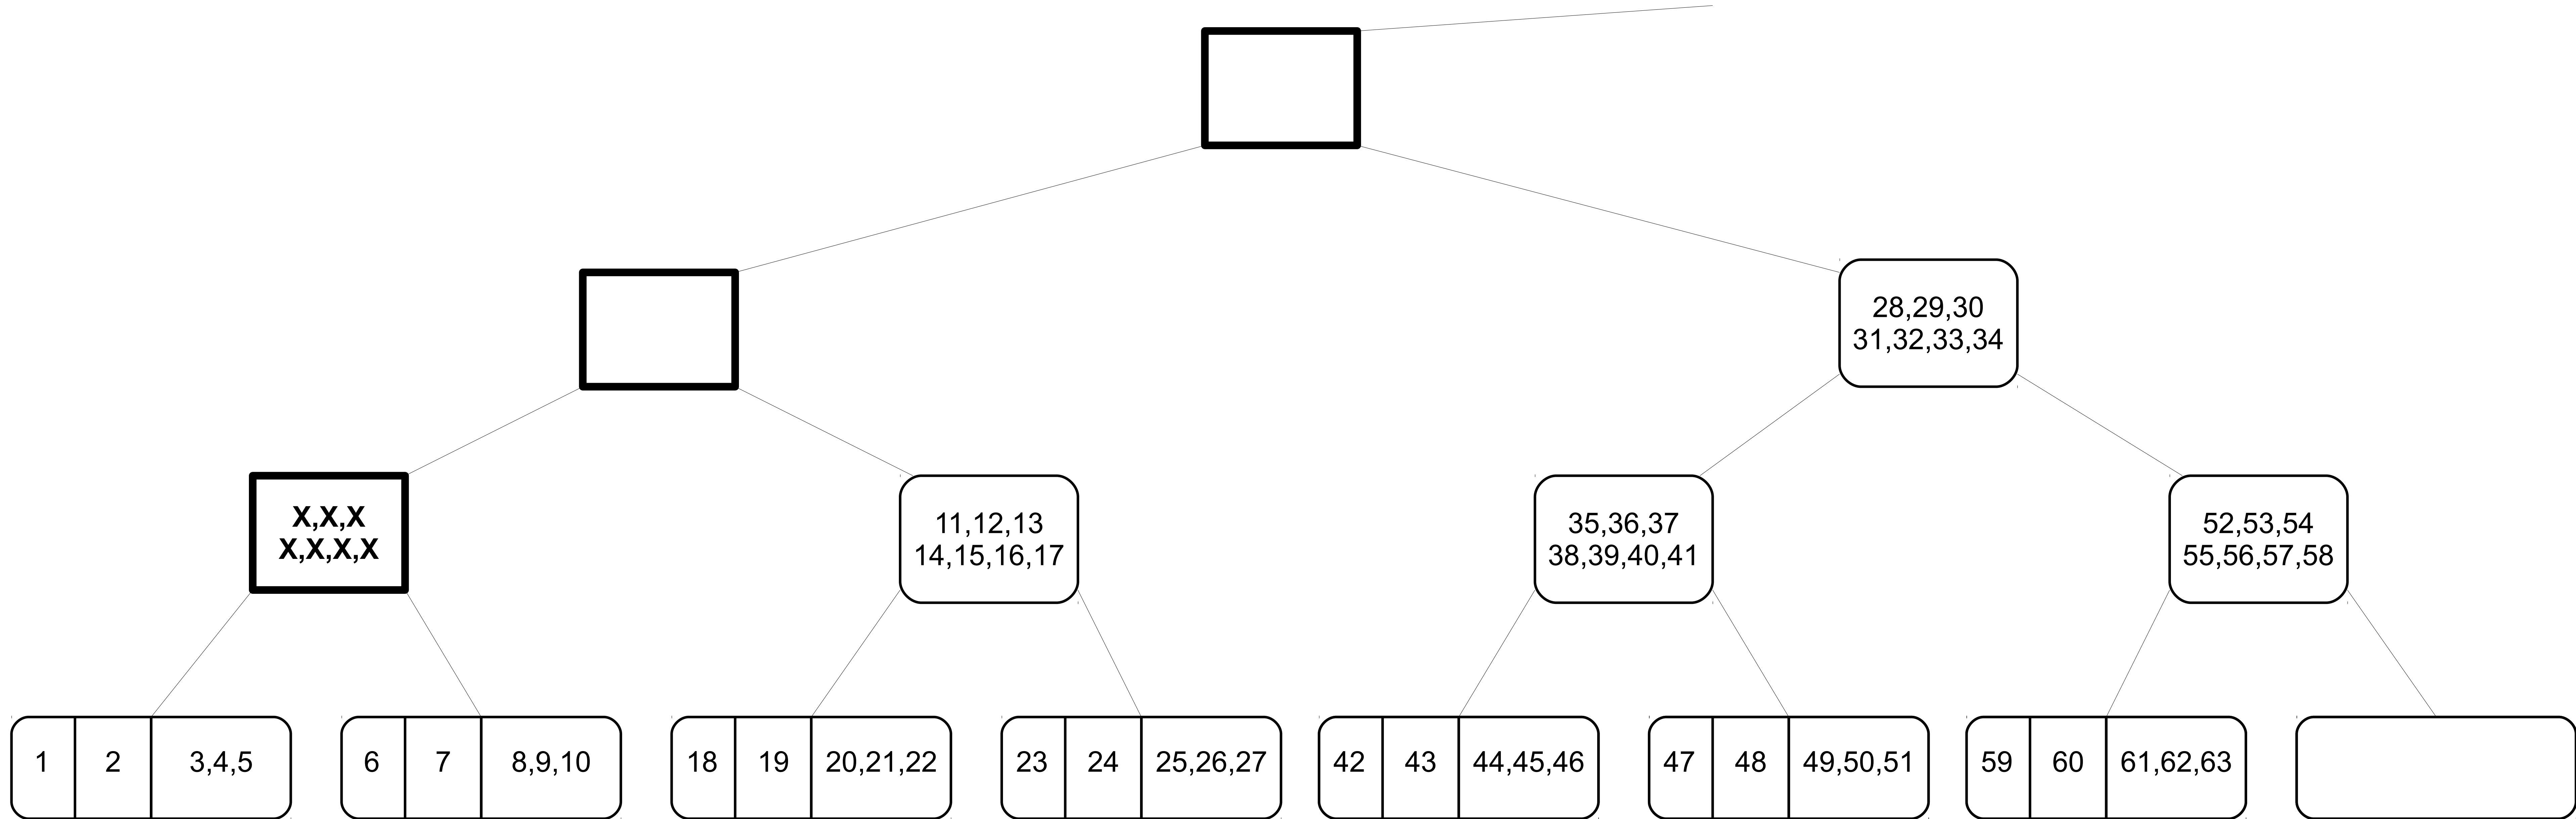 28,29,30
31,32,33,34
X,X,X
X,X,X,X
11,12,13
14,15,16,17
35,36,37
38,39,40,41
52,53,54
55,56,57,58
1 2 3,4,5
6 7 8,9,10
18 19 20,21,22
23 24 25,26,27
42 43 44,45,46
47 48 49,50,51
59 60 61,62,63